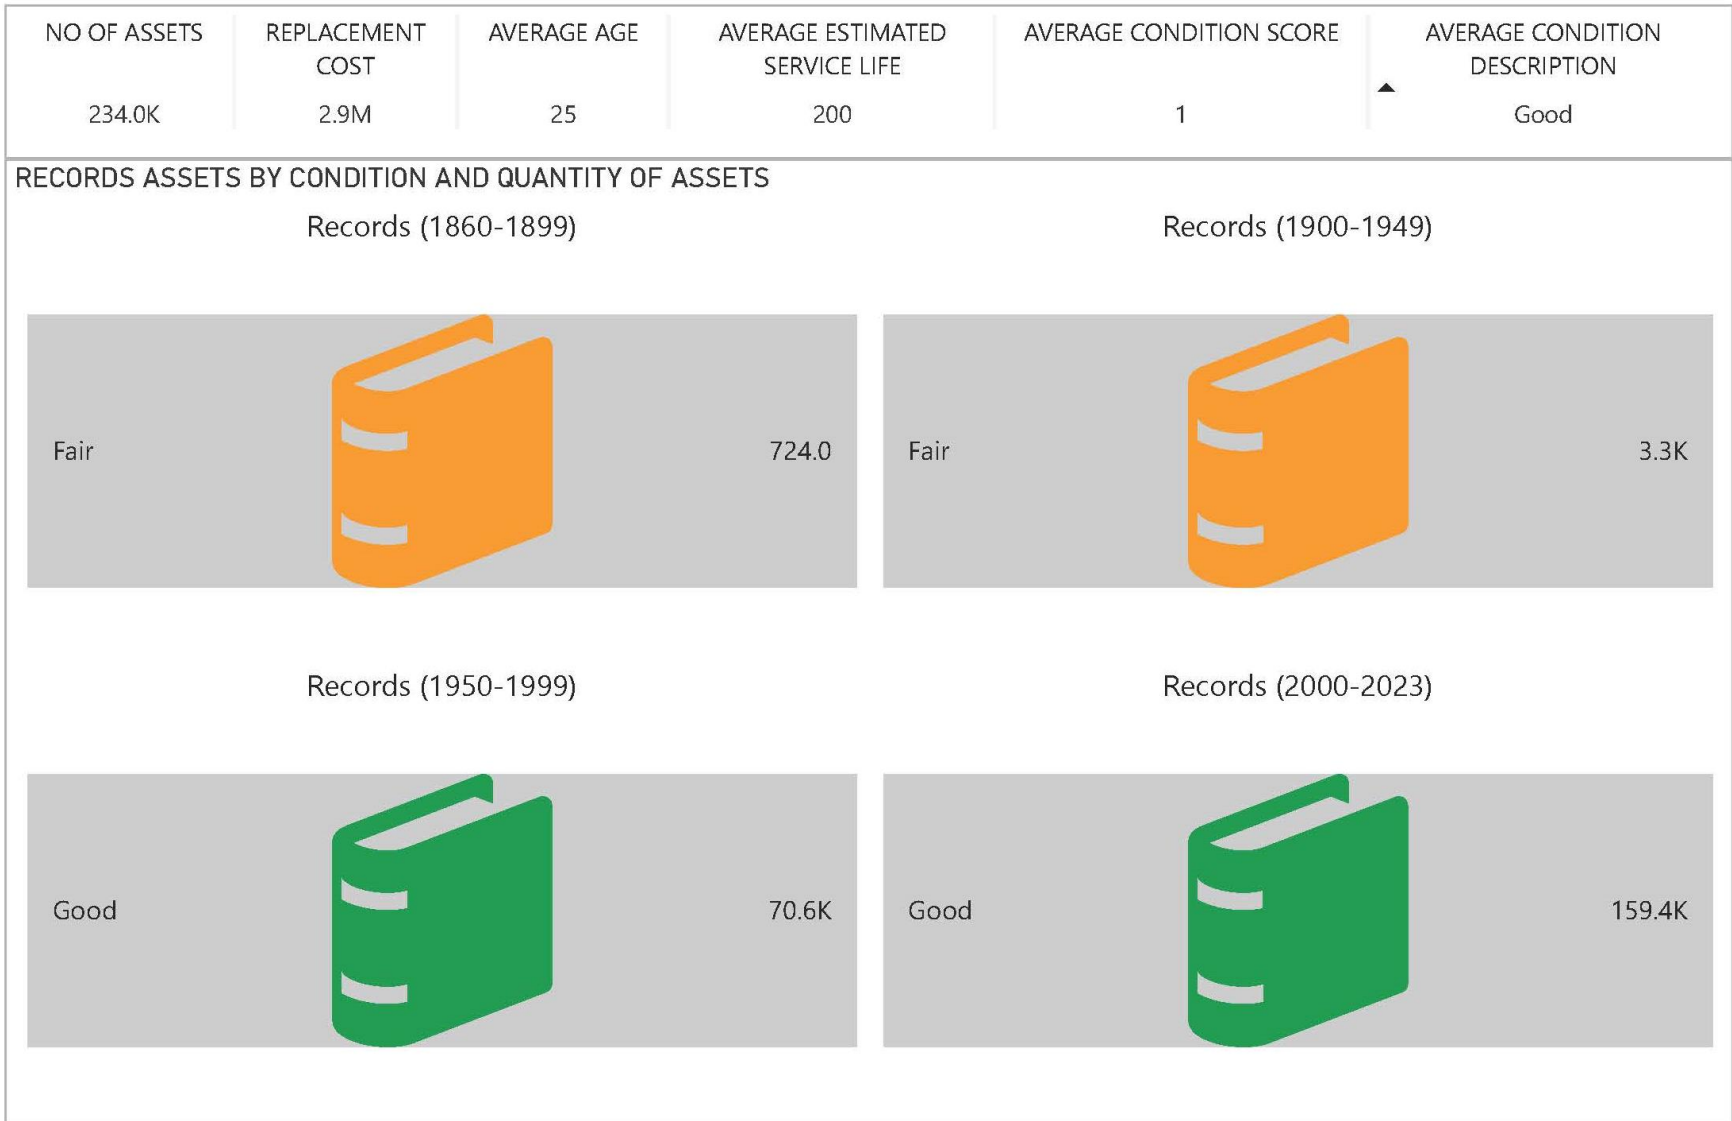 NO OF ASSETS
REPLACEMENT
COST
AVERAGE AGE
AVERAGE ESTIMATED
SERVICE LIFE
AVERAGE CONDITION SCORE
AVERAGE CONDITION
DESCRIPTION
234.0K
2.9M
25
200
1
Good
RECORDS ASSETS BY CONDITION AND QUANTITY OF ASSETS
Records (1860-1899)
Records (1900-1949)
Fair
724.0
Fair
3.3K
Records (1950-1999)
Records (2000-2023)
Good
70.6K
Good
159.4K